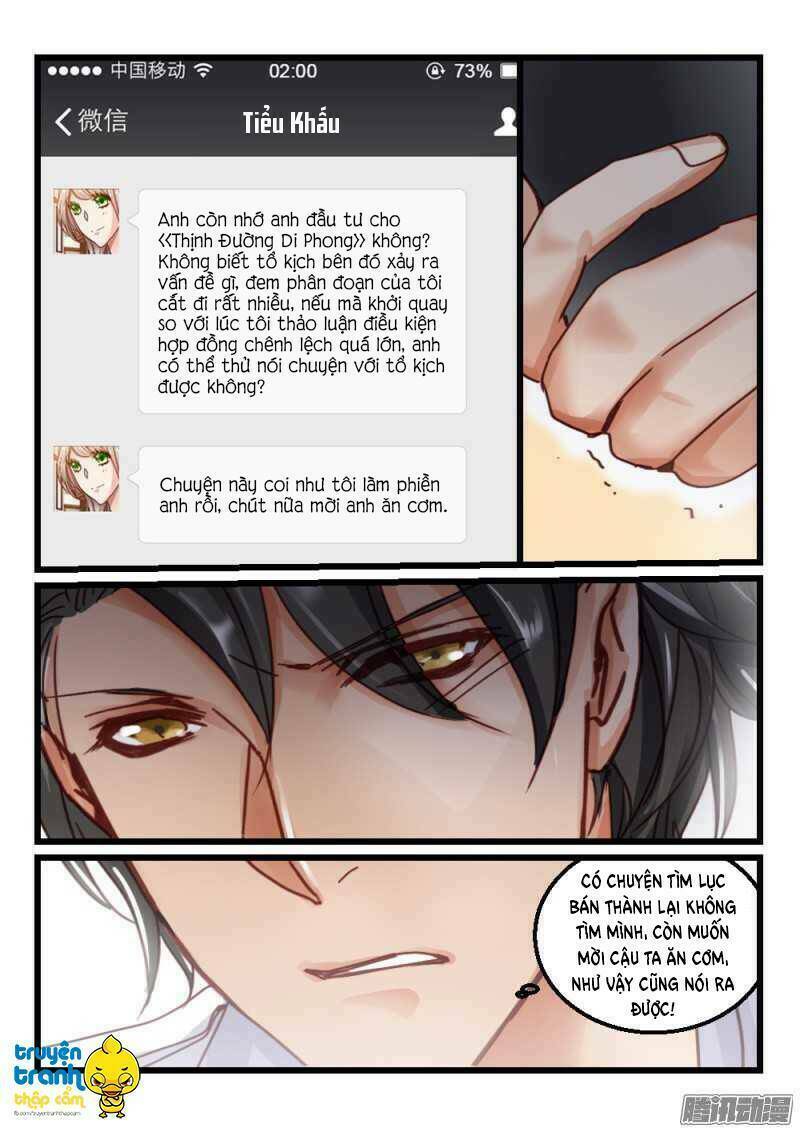 中国移动 02:00 73%
微信 Tiểu Khấu
Anh còn nhớ anh đầu tư cho
<<Thịnh Đường Di Phong>> không?
Không biết tổ kịch bên đó xảy ra
vấn đề gì, đem phân đoạn của tôi
cắt đi rất nhiều, nếu mà khởi quay
so với lúc tôi thảo luận điều kiện
hợp đồng chênh lệch quá lớn, anh
có thể thử nói chuyện với tổ kịch
được không?
Chuyện này coi như tôi làm phiền
anh rồi, chút nữa mời anh ăn cơm.
CÓ CHUYỆN TÌM LỤC
BÁN THÀNH LẠI KHÔNG
TÌM MÌNH, CÒN MUỐN
MỜI CẬU TA ĂN CƠM,
NHƯ VẬY CŨNG NÓI RA
ĐƯỢC!
truyện
tranh
thập cẩm
fb.com/truyentranhthapcam
腾讯动漫